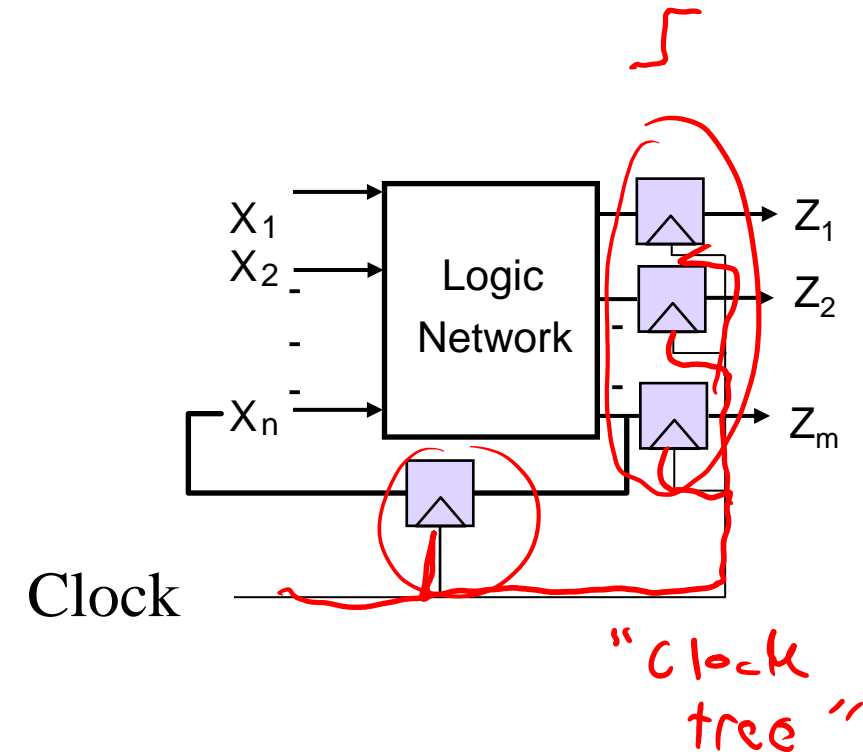 X1
X2
-
-
-
Xn
Logic
Network
-
-
Z1
Z2
Zm
Clock
"Clock
tree"